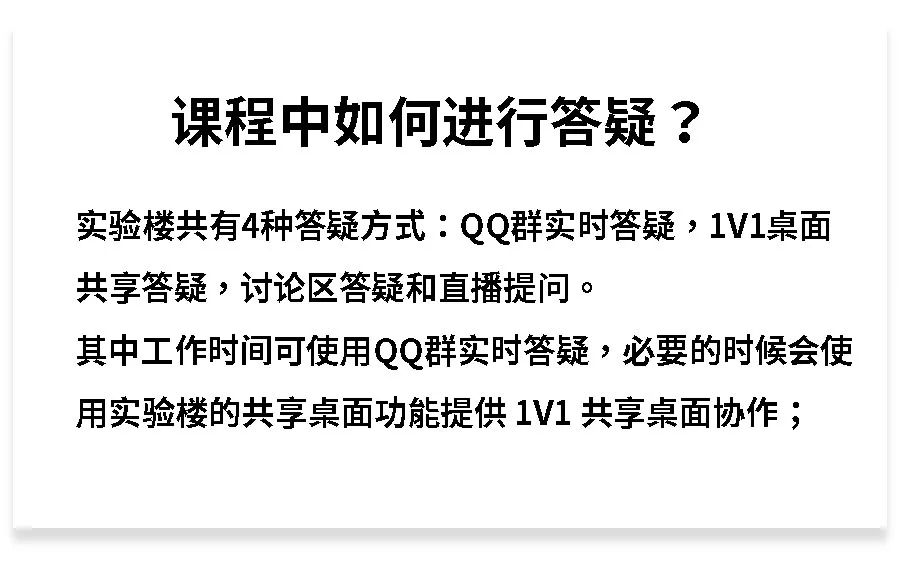 课程中如何进行答疑？
实验楼共有4种答疑方式：QQ群实时答疑，1V1桌面
共享答疑，讨论区答疑和直播提问。
其中工作时间可使用QQ群实时答疑，必要的时候会使
用实验楼的共享桌面功能提供 1V1 共享桌面协作；